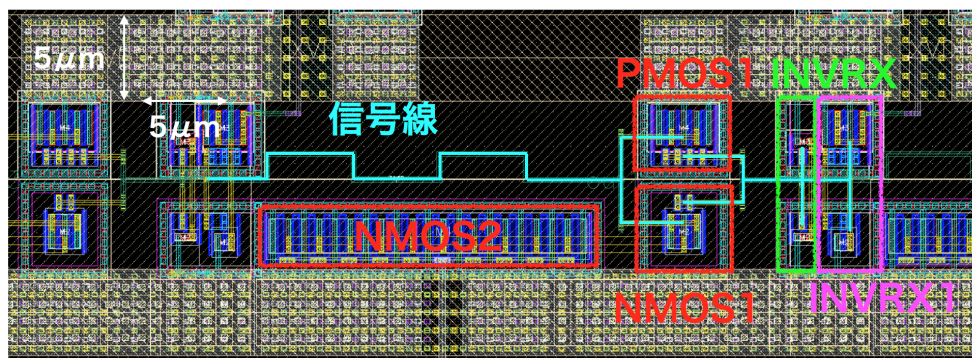 5μm
PMOS1
INVRX
5μm
信号線
NMOS2
NMOS1
INVRX1